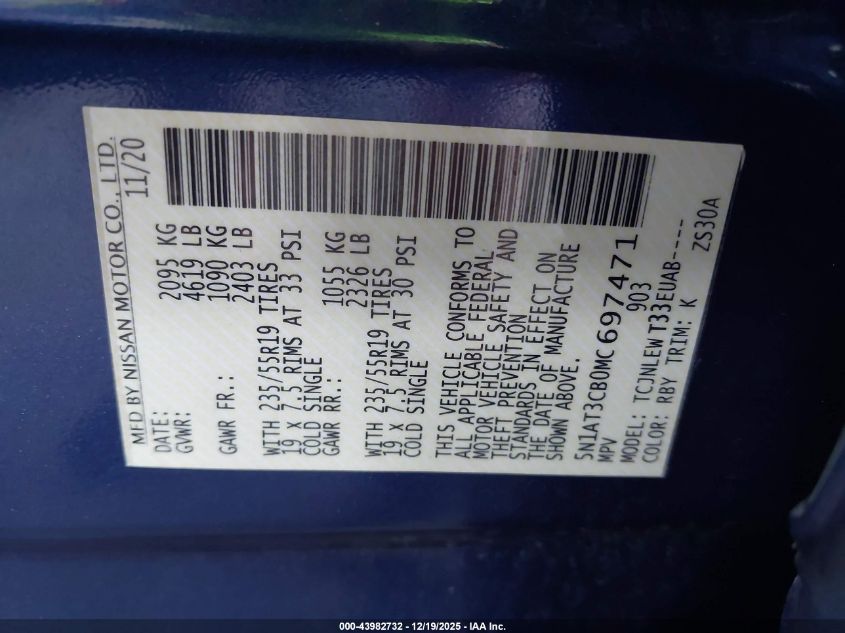 MFD BY NISSAN MOTOR CO., LTD.
DATE: 11/20
GVWR: 2095 KG
4619 LB
GAWR FR.: 1090 KG
2403 LB
WITH 235/55R19 TIRES
19 X 7.5 RIMS AT 33 PSI
COLD SINGLE
GAWR RR.: 1055 KG
2326 LB
WITH 235/55R19 TIRES
19 X 7.5 RIMS AT 30 PSI
COLD SINGLE
THIS VEHICLE CONFORMS TO
ALL APPLICABLE FEDERAL
MOTOR VEHICLE SAFETY AND
THEFT PREVENTION
STANDARDS IN EFFECT ON
THE DATE OF MANUFACTURE
SHOWN ABOVE.
5N1AT3CB0MC697471
MPV 903
MODEL: TCJNLEWT33EUAB----
COLOR: RBY TRIM: K ZS30A
000-43982732 - 12/19/2025 - IAA Inc.